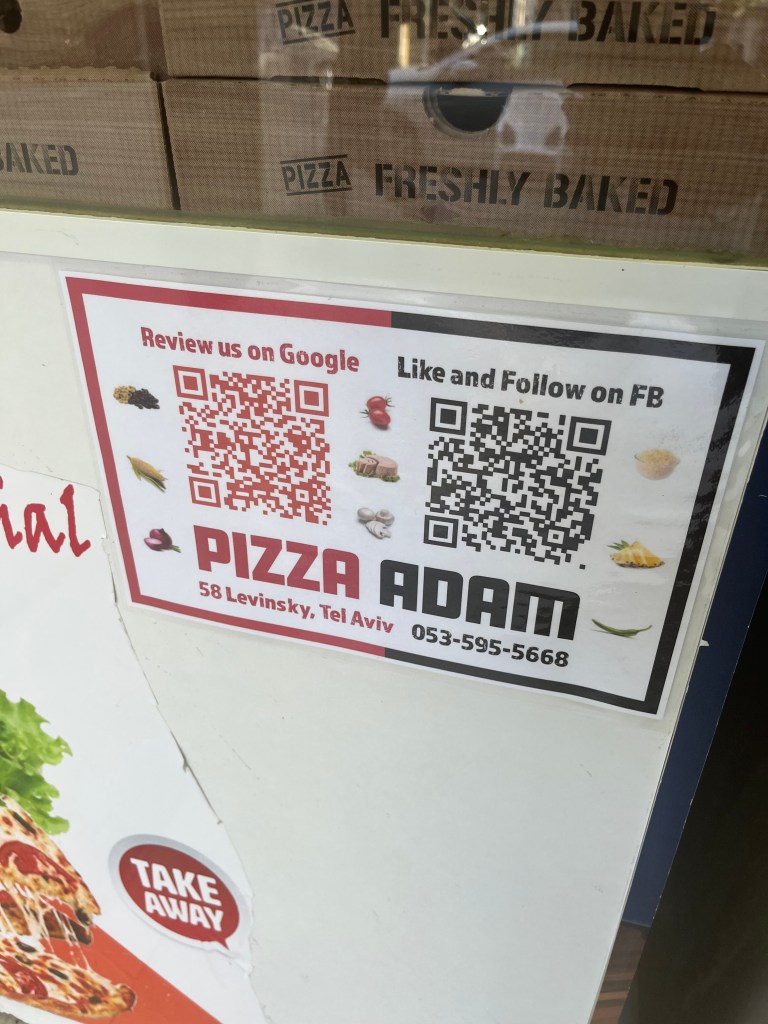 PIZZA FRESHLY BAKED
BAKED
PIZZA FRESHLY BAKED
Review us on Google
Like and Follow on FB
PIZZA ADAM
58 Levinsky, Tel Aviv
053-595-5668
TAKE
AWAY